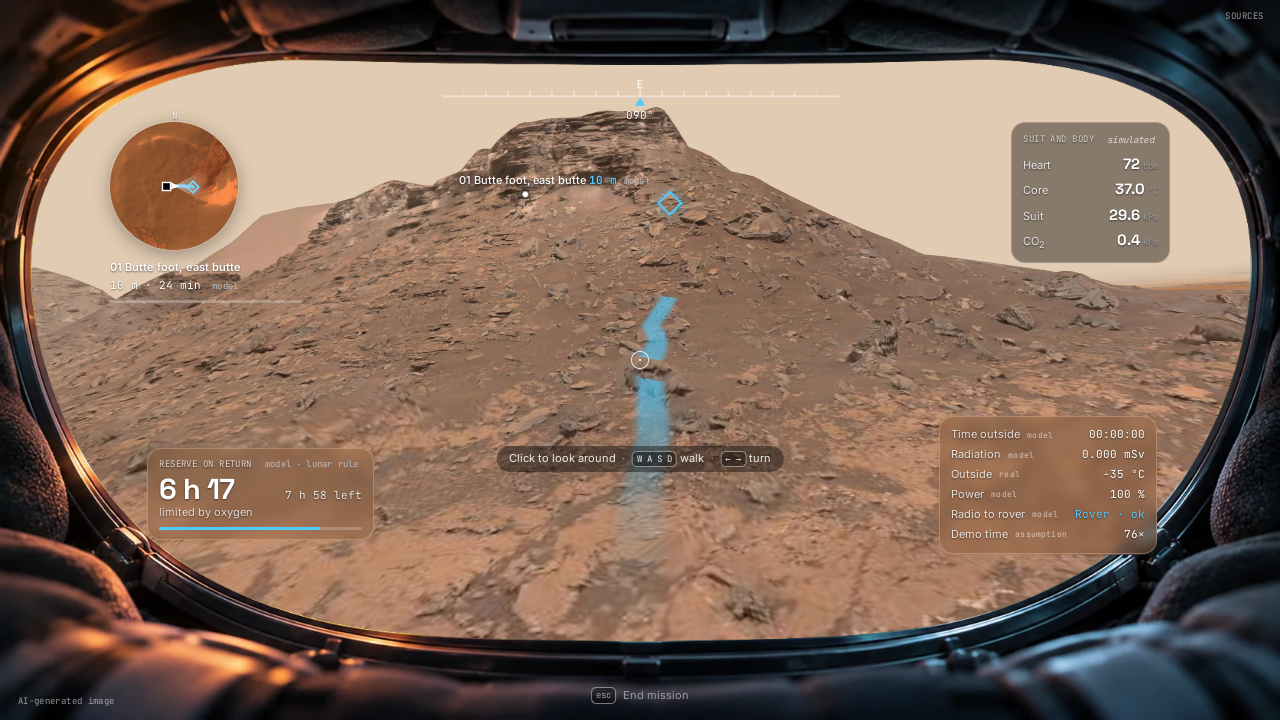 SOURCES
E
090°
N
01 Butte foot, east butte
10 m · 24 min model
01 Butte foot, east butte 10 m model
SUIT AND BODY simulated
Heart 72 bpm
Core 37.0 °C
Suit 29.6 kPa
CO2 0.4 kPa
RESERVE ON RETURN model · lunar rule
6 h 17 7 h 58 left
limited by oxygen
Click to look around · W A S D walk · ← → turn
Time outside model 00:00:00
Radiation model 0.000 mSv
Outside real -35 °C
Power model 100 %
Radio to rover model Rover · ok
Demo time assumption 76×
esc End mission
AI-generated image